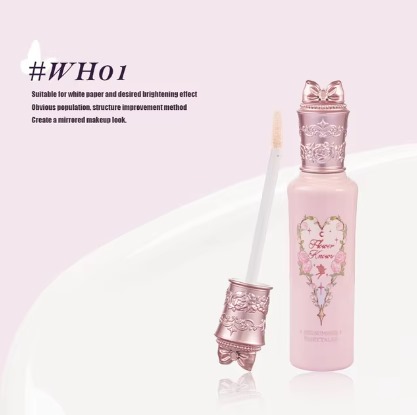 #WH01
Suitable for white paper and desired brightening effect
Obvious population, structure improvement method
Create a mirrored makeup look.
Flower
Knows